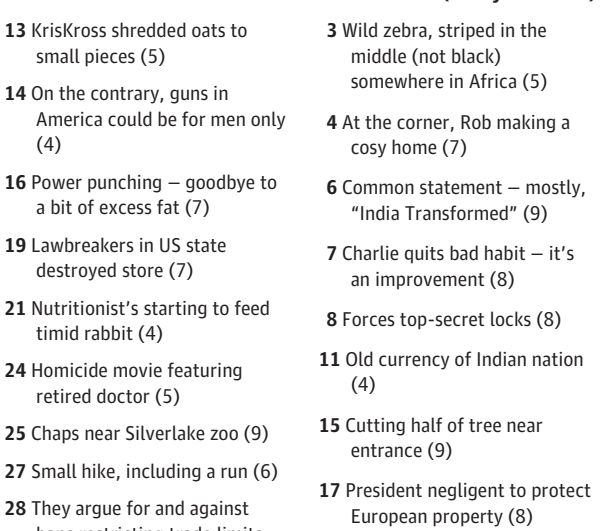 13 KrisKross shredded oats to
small pieces (5)
14 On the contrary, guns in
America could be for men only
(4)
16 Power punching – goodbye to
a bit of excess fat (7)
19 Lawbreakers in US state
destroyed store (7)
21 Nutritionist's starting to feed
timid rabbit (4)
24 Homicide movie featuring
retired doctor (5)
25 Chaps near Silverlake zoo (9)
27 Small hike, including a run (6)
28 They argue for and against
3 Wild zebra, striped in the
middle (not black)
somewhere in Africa (5)
4 At the corner, Rob making a
cosy home (7)
6 Common statement – mostly,
"India Transformed" (9)
7 Charlie quits bad habit – it's
an improvement (8)
8 Forces top-secret locks (8)
11 Old currency of Indian nation
(4)
15 Cutting half of tree near
entrance (9)
17 President negligent to protect
European property (8)